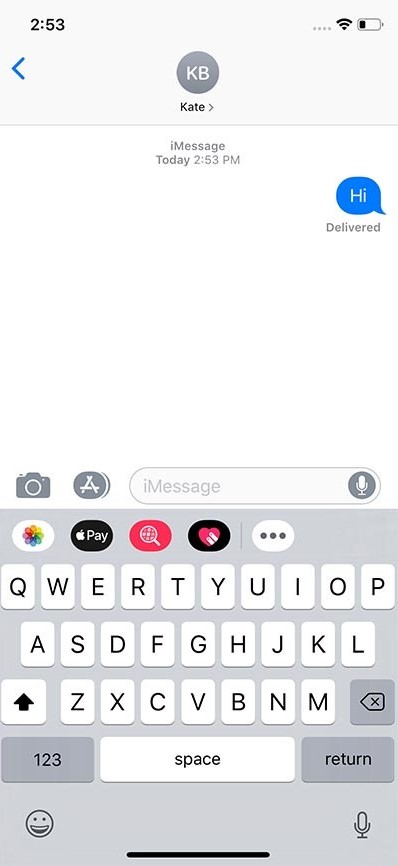 2:53
KB
Kate >
iMessage
Today 2:53 PM
Hi
Delivered
iMessage
Pay
Q W E R T Y U I O P
A S D F G H J K L
Z X C V B N M
123 space return